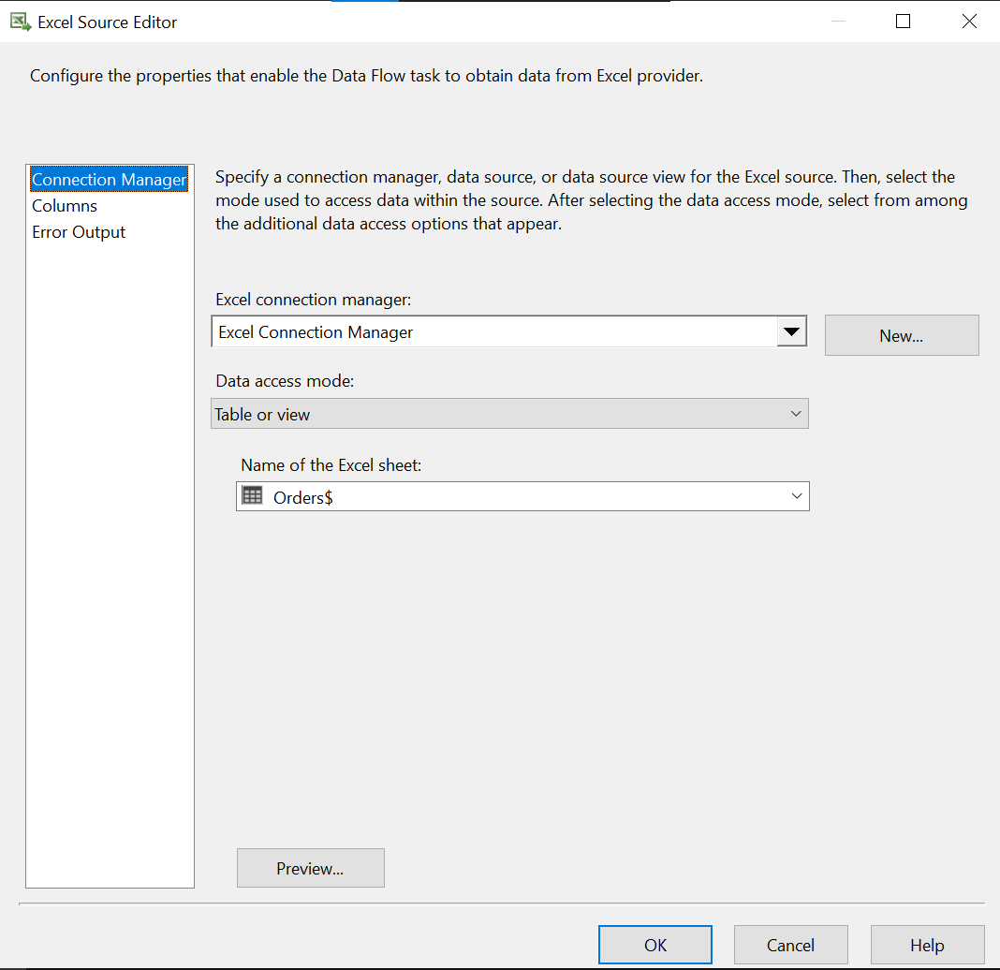 Excel Source Editor
Configure the properties that enable the Data Flow task to obtain data from Excel provider.
Connection Manager
Columns
Error Output
Specify a connection manager, data source, or data source view for the Excel source. Then, select the
mode used to access data within the source. After selecting the data access mode, select from among
the additional data access options that appear.
Excel connection manager:
Excel Connection Manager
New...
Data access mode:
Table or view
Name of the Excel sheet:
Orders$
Preview...
OK
Cancel
Help